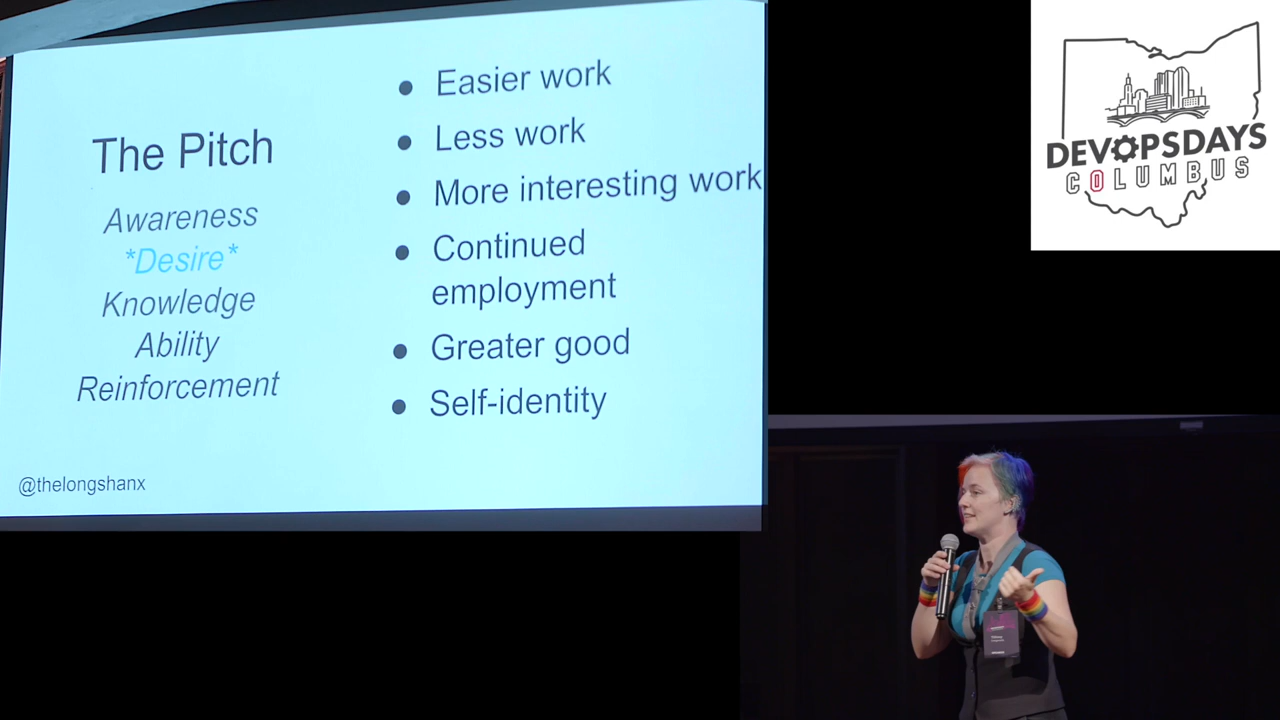 The Pitch
Awareness
*Desire*
Knowledge
Ability
Reinforcement
@thelongshanx
● Easier work
● Less work
● More interesting work
● Continued
employment
● Greater good
● Self-identity
DEVOPSDAYS
COLUMBUS